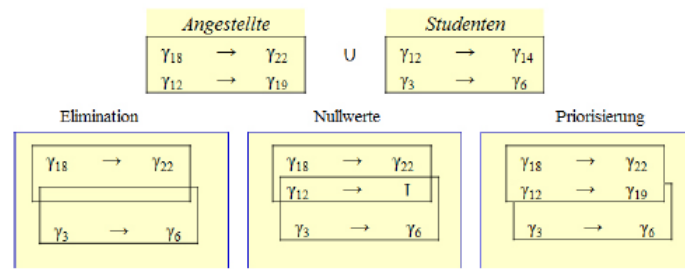 Angestellte Studenten
γ18 → γ22 ∪ γ12 → γ14
γ12 → γ19 γ3 → γ6
Elimination Nullwerte Priorisierung
γ18 → γ22 γ18 → γ22 γ18 → γ22
γ12 → ⊤ γ12 → γ19
γ3 → γ6 γ3 → γ6 γ3 → γ6